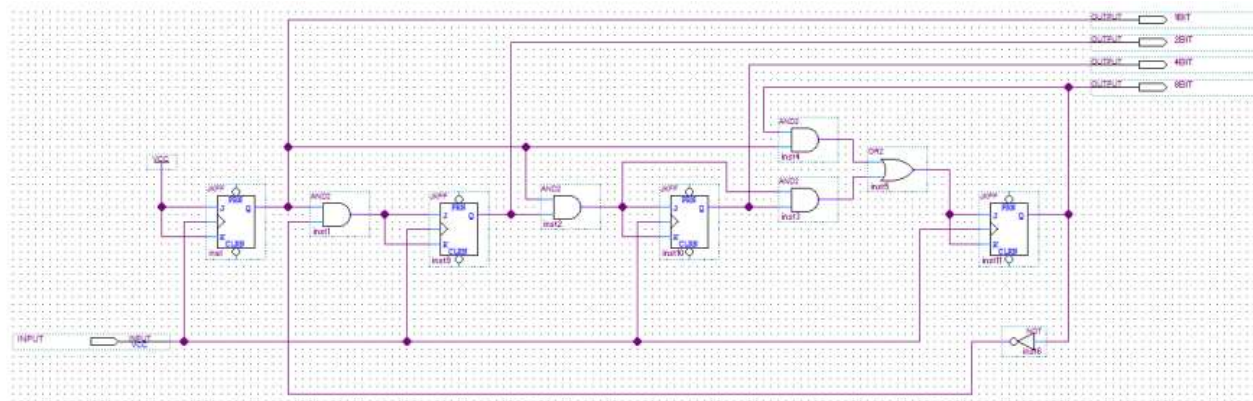 OUTPUT 1BIT
OUTPUT 2BIT
OUTPUT 4BIT
OUTPUT 8BIT
AND2
inst4
OR2
inst5
VCC
JKFF
PRN
J Q
K
CLRN
inst
AND2
inst1
JKFF
PRN
J Q
K
CLRN
inst9
AND2
inst2
JKFF
PRN
J Q
K
CLRN
inst10
AND2
inst3
JKFF
PRN
J Q
K
CLRN
inst11
INPUT INPUT
VCC
NOT
inst6